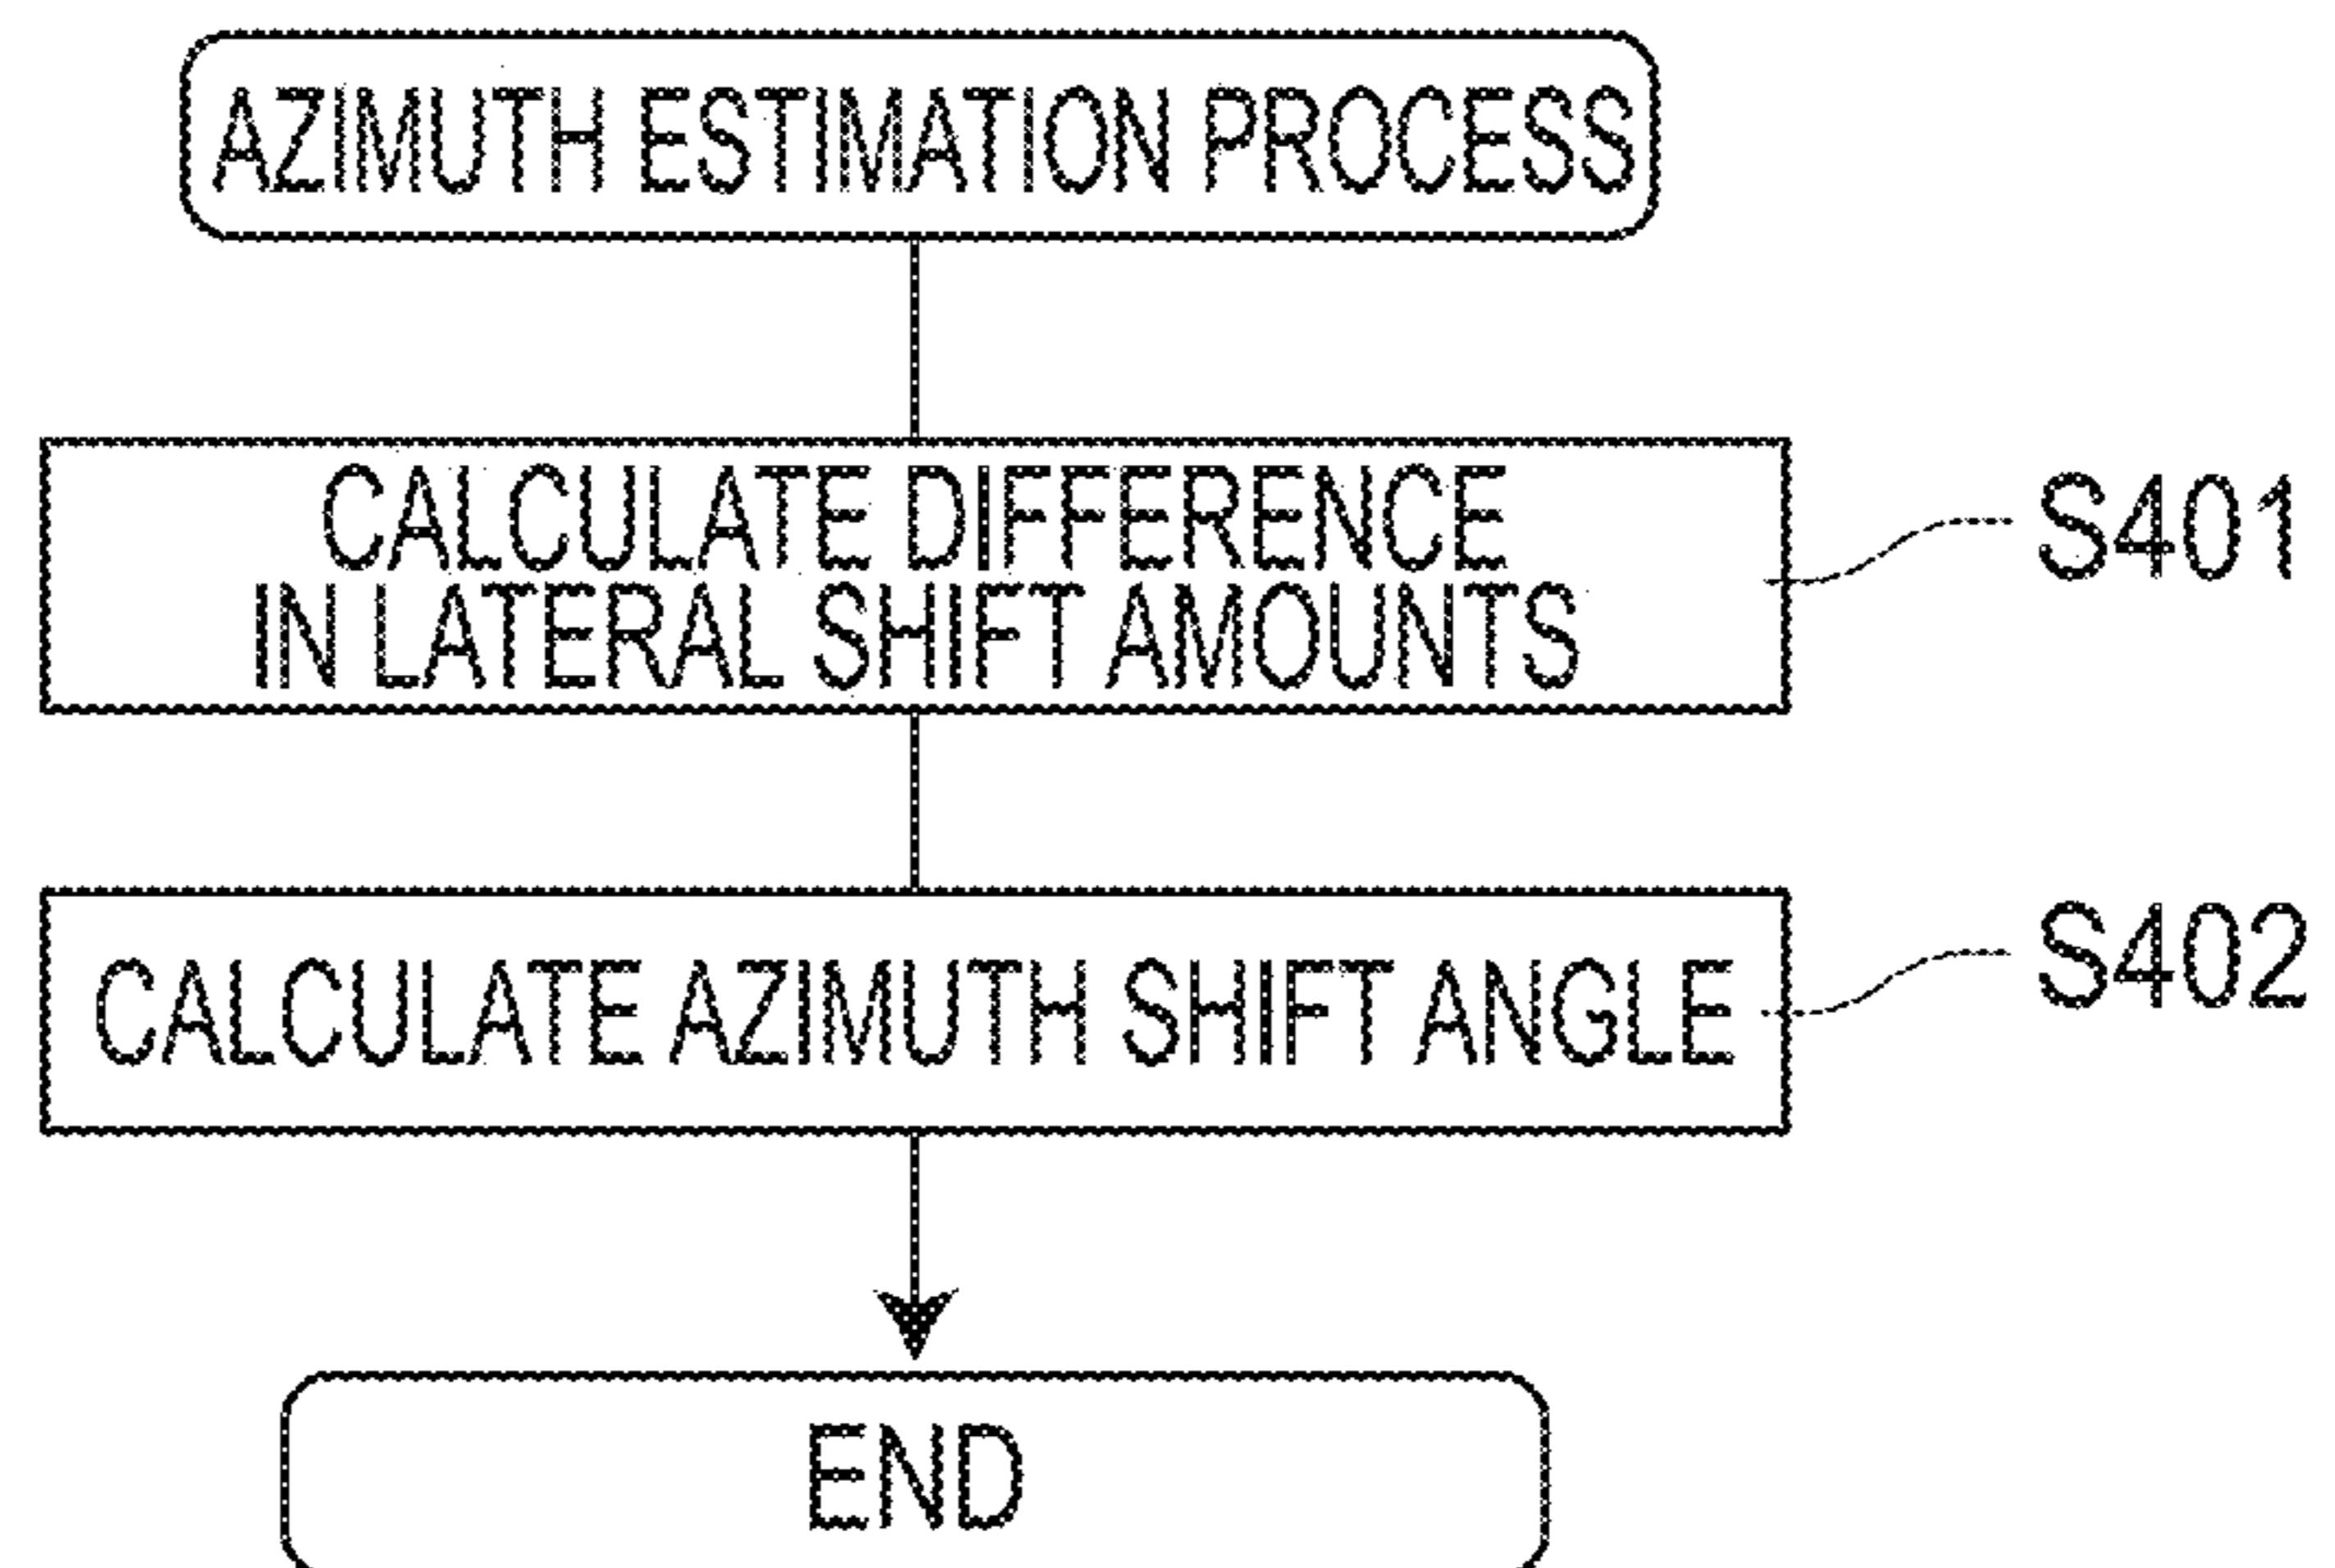 AZIMUTH ESTIMATION PROCESS
CALCULATE DIFFERENCE
IN LATERAL SHIFT AMOUNTS
S401
CALCULATE AZIMUTH SHIFT ANGLE
S402
END